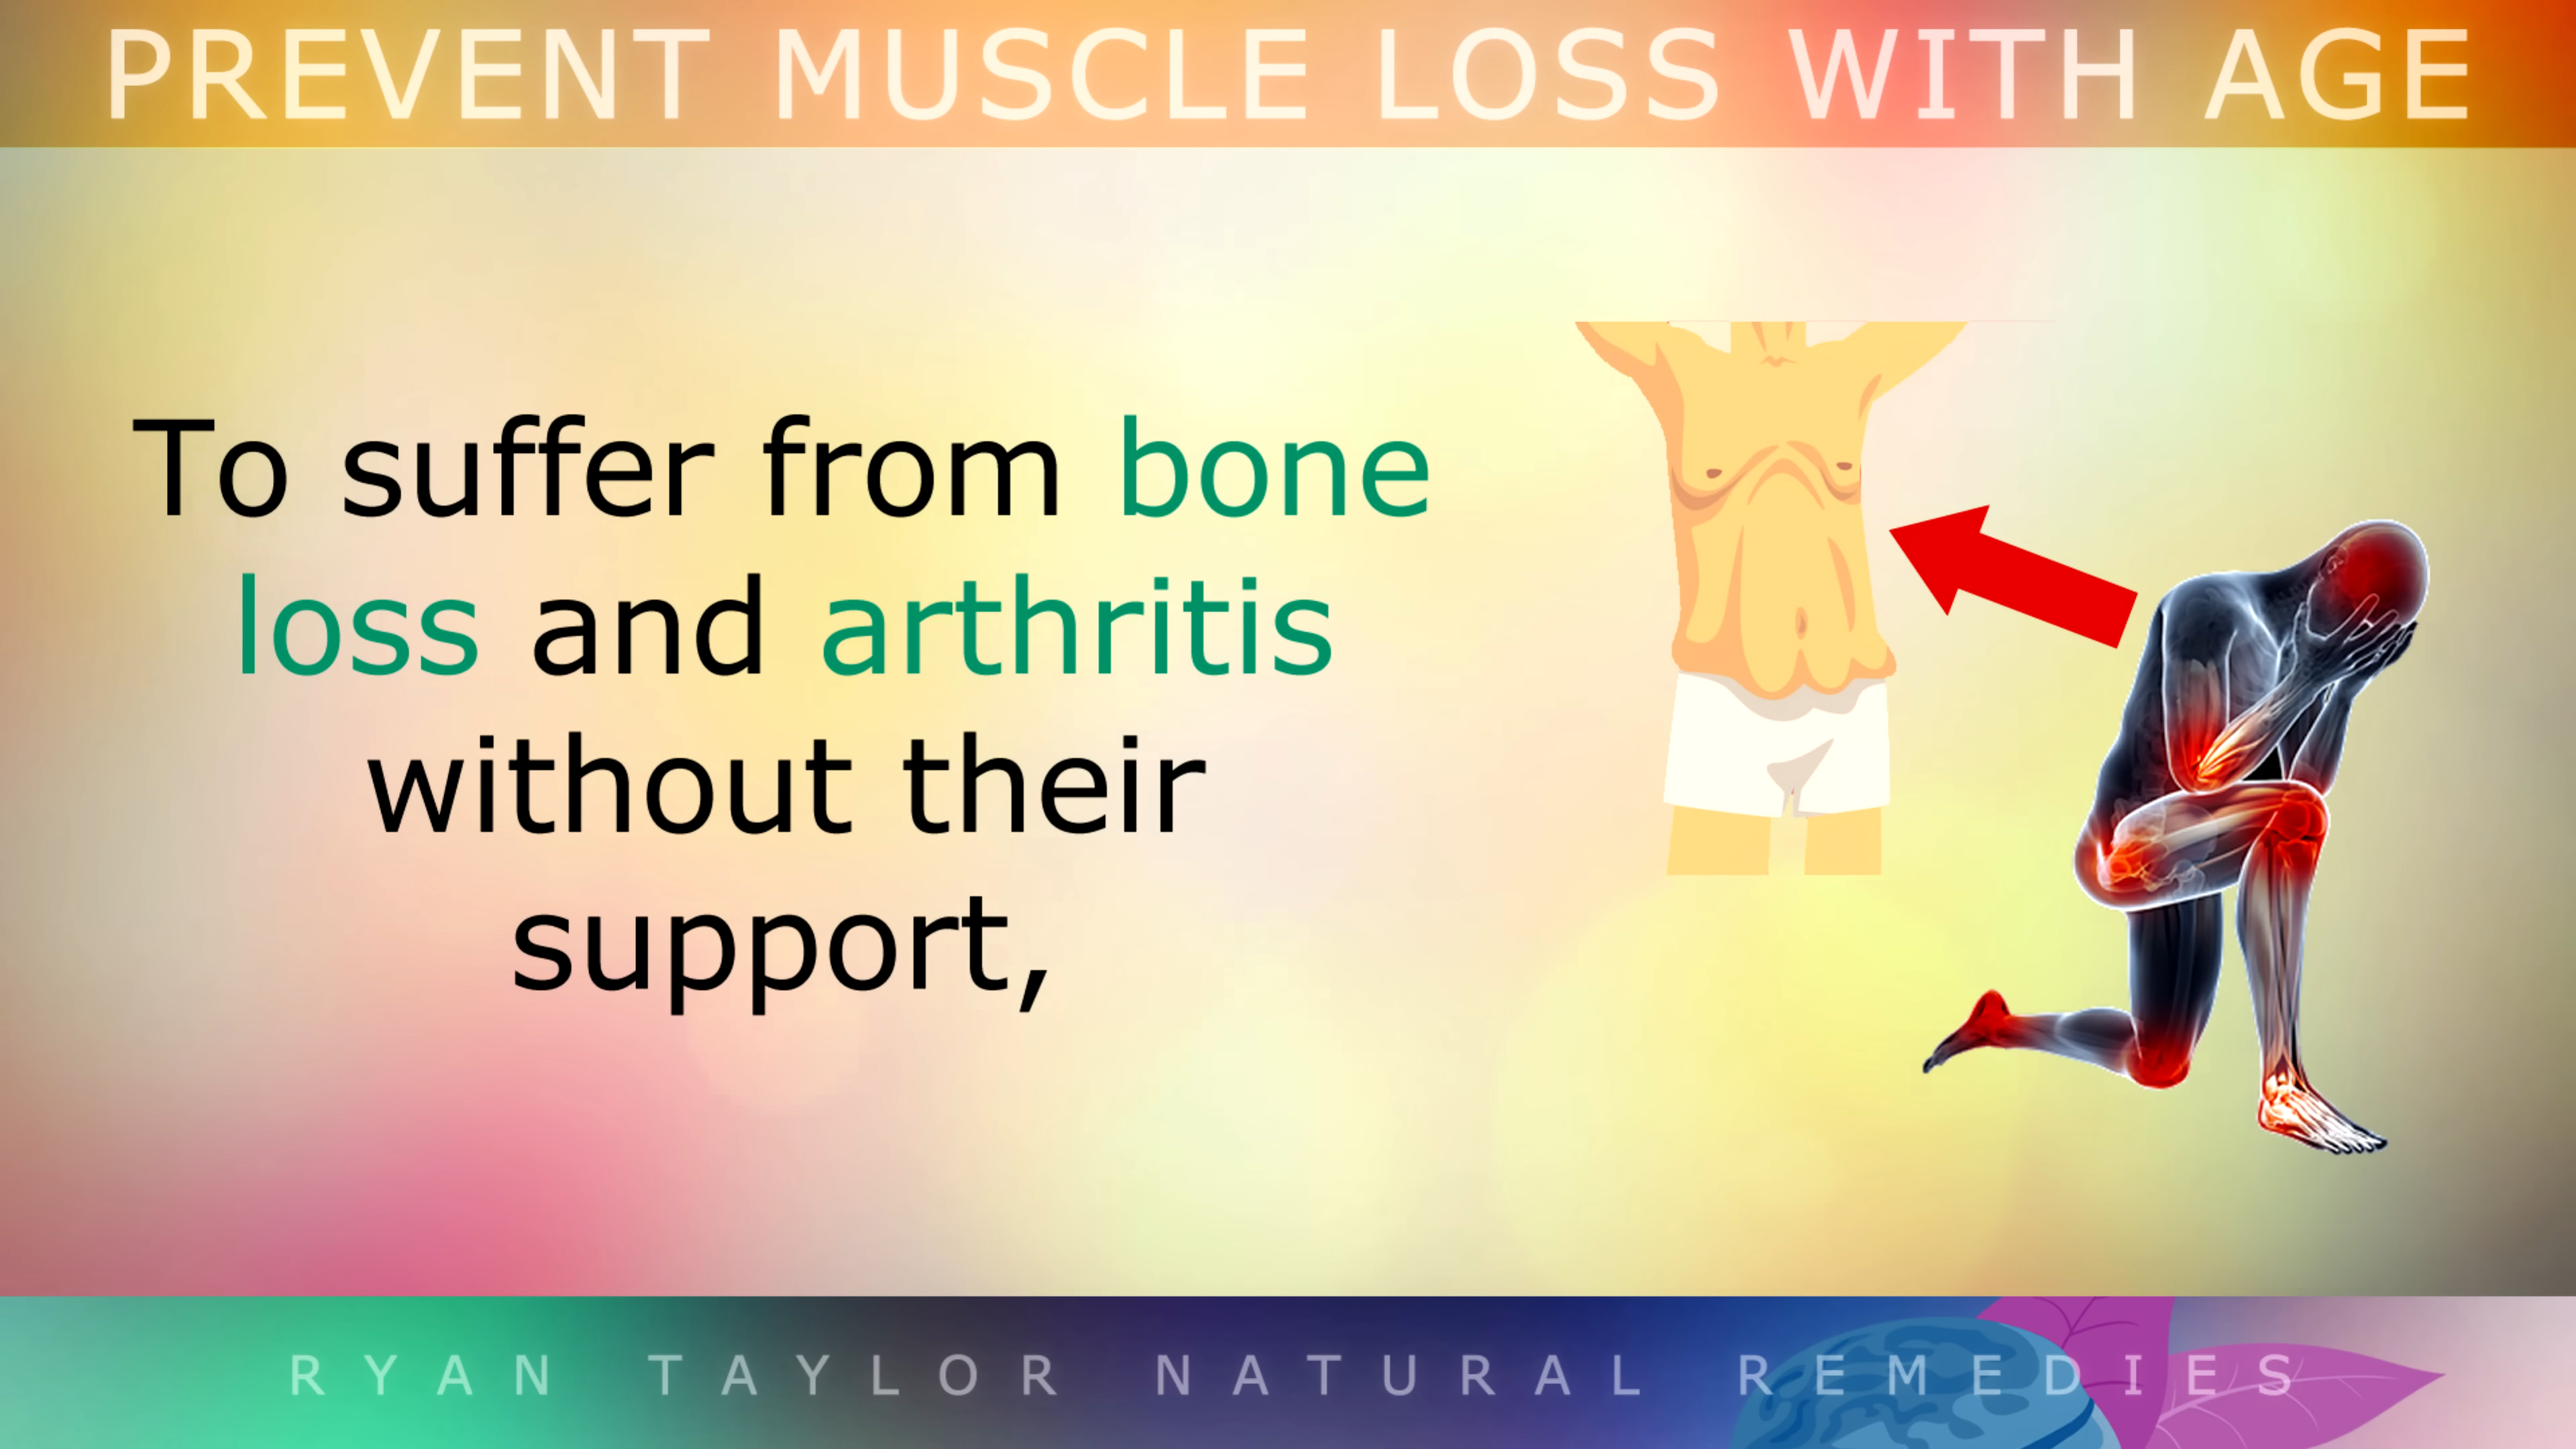 PREVENT MUSCLE LOSS WITH AGE
To suffer from bone
loss and arthritis
without their
support,
RYAN TAYLOR NATURAL REMEDIES